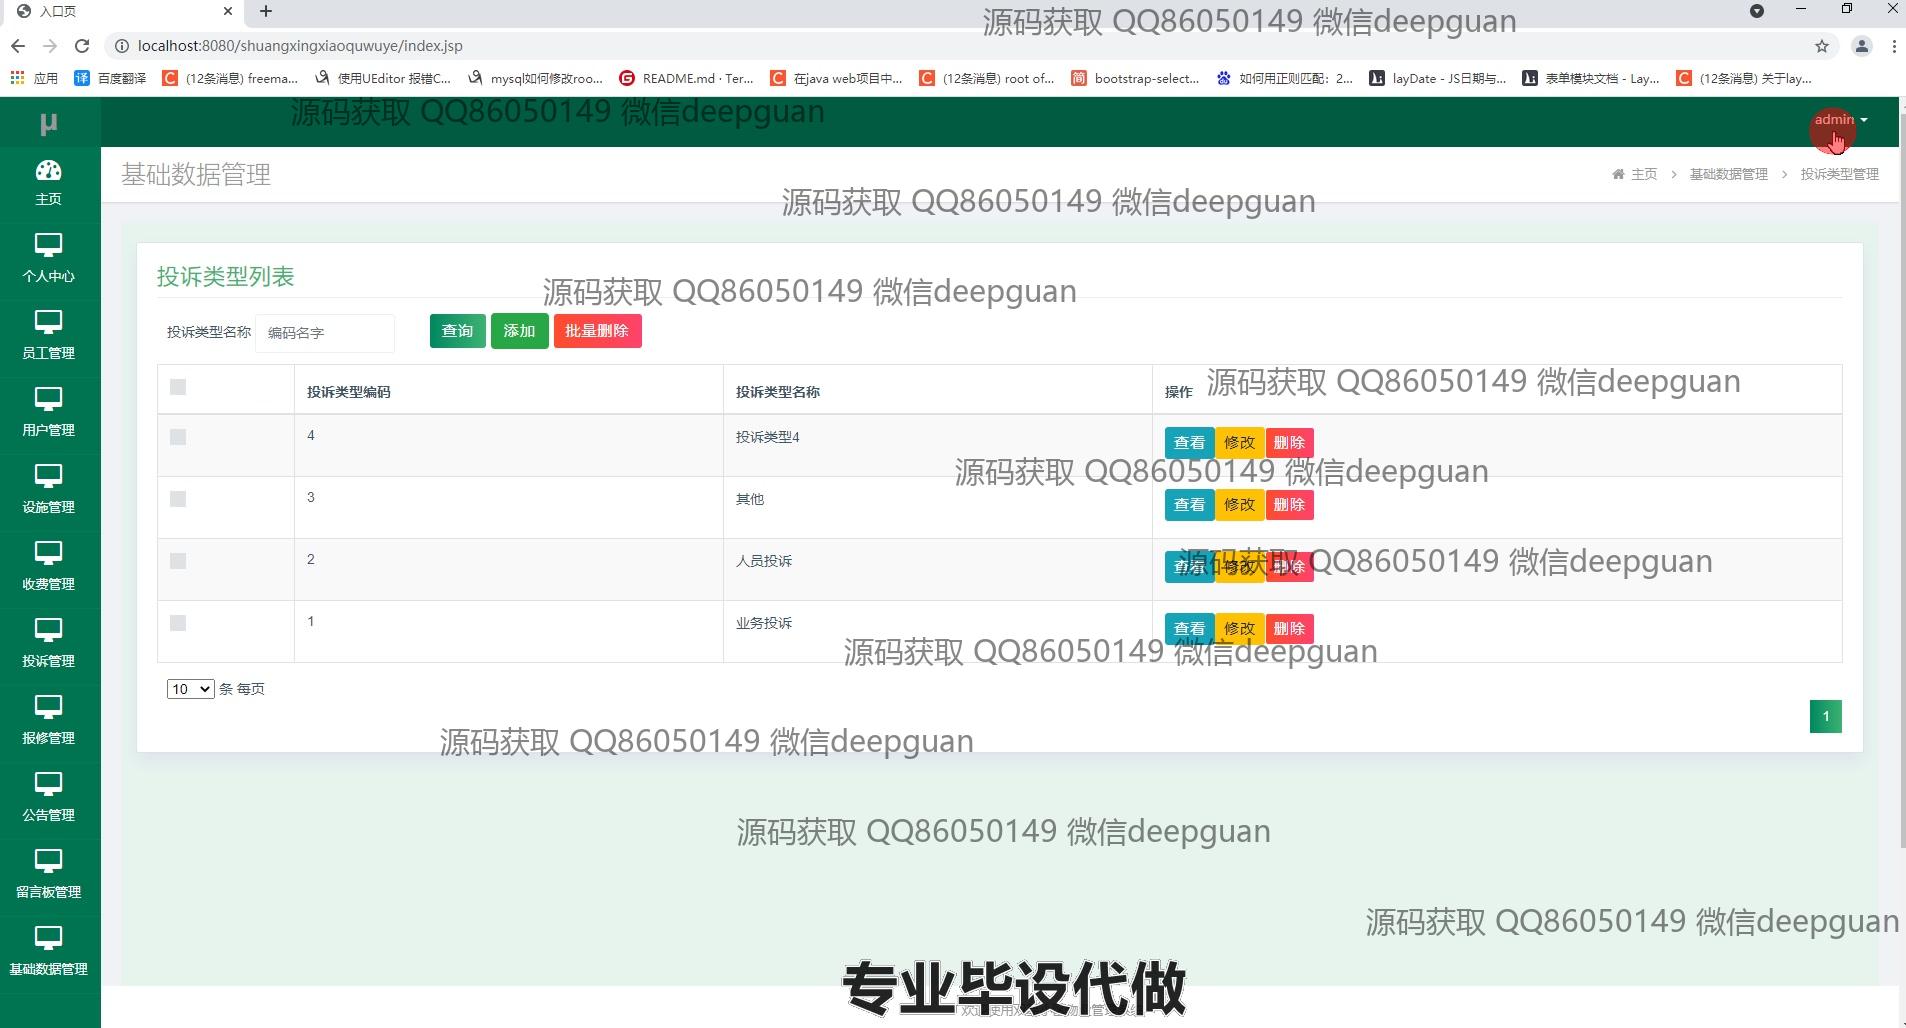 入口页
源码获取 QQ86050149 微信deepguan
localhost:8080/shuangxingxiaoquwuye/index.jsp
应用 百度翻译 (12条消息) freema... 使用UEditor 报错C... mysql如何修改roo... README.md · Ter... 在java web项目中... (12条消息) root of... bootstrap-select... 如何用正则匹配：2... layDate - JS日期与... 表单模块文档 - Lay... (12条消息) 关于lay...
源码获取 QQ86050149 微信deepguan
μ
admin
主页
基础数据管理
主页 > 基础数据管理 > 投诉类型管理
源码获取 QQ86050149 微信deepguan
个人中心
投诉类型列表
源码获取 QQ86050149 微信deepguan
员工管理
投诉类型名称 编码名字 查询 添加 批量删除
源码获取 QQ86050149 微信deepguan
投诉类型编码 投诉类型名称 操作
用户管理
4 投诉类型4 查看 修改 删除
源码获取 QQ86050149 微信deepguan
设施管理
3 其他 查看 修改 删除
收费管理
2 人员投诉 查看 修改 删除
源码获取 QQ86050149 微信deepguan
1 业务投诉 查看 修改 删除
源码获取 QQ86050149 微信deepguan
投诉管理
10 条 每页
1
报修管理
源码获取 QQ86050149 微信deepguan
公告管理
源码获取 QQ86050149 微信deepguan
留言板管理
源码获取 QQ86050149 微信deepguan
基础数据管理
专业毕设代做